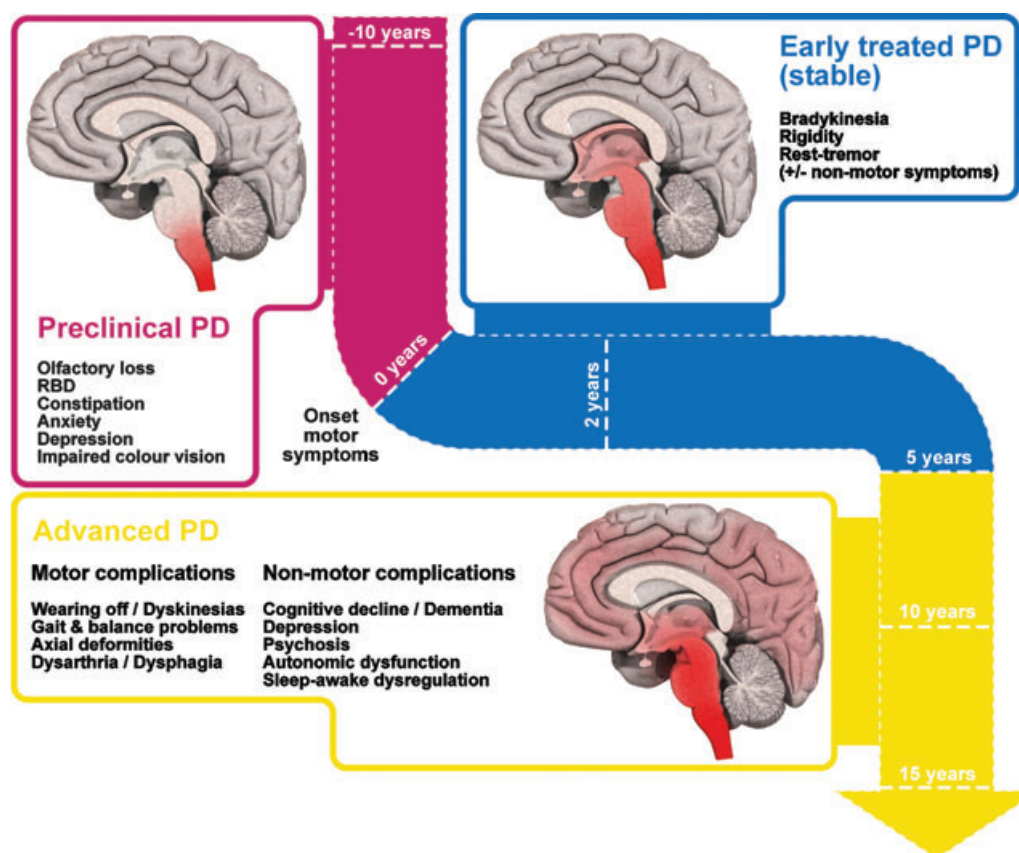 -10 years
Preclinical PD
Olfactory loss
RBD
Constipation
Anxiety
Depression
Impaired colour vision
0 years
Onset
motor
symptoms
Early treated PD
(stable)
Bradykinesia
Rigidity
Rest-tremor
(+/- non-motor symptoms)
2 years
5 years
Advanced PD
Motor complications
Wearing off / Dyskinesias
Gait & balance problems
Axial deformities
Dysarthria / Dysphagia
Non-motor complications
Cognitive decline / Dementia
Depression
Psychosis
Autonomic dysfunction
Sleep-awake dysregulation
10 years
15 years